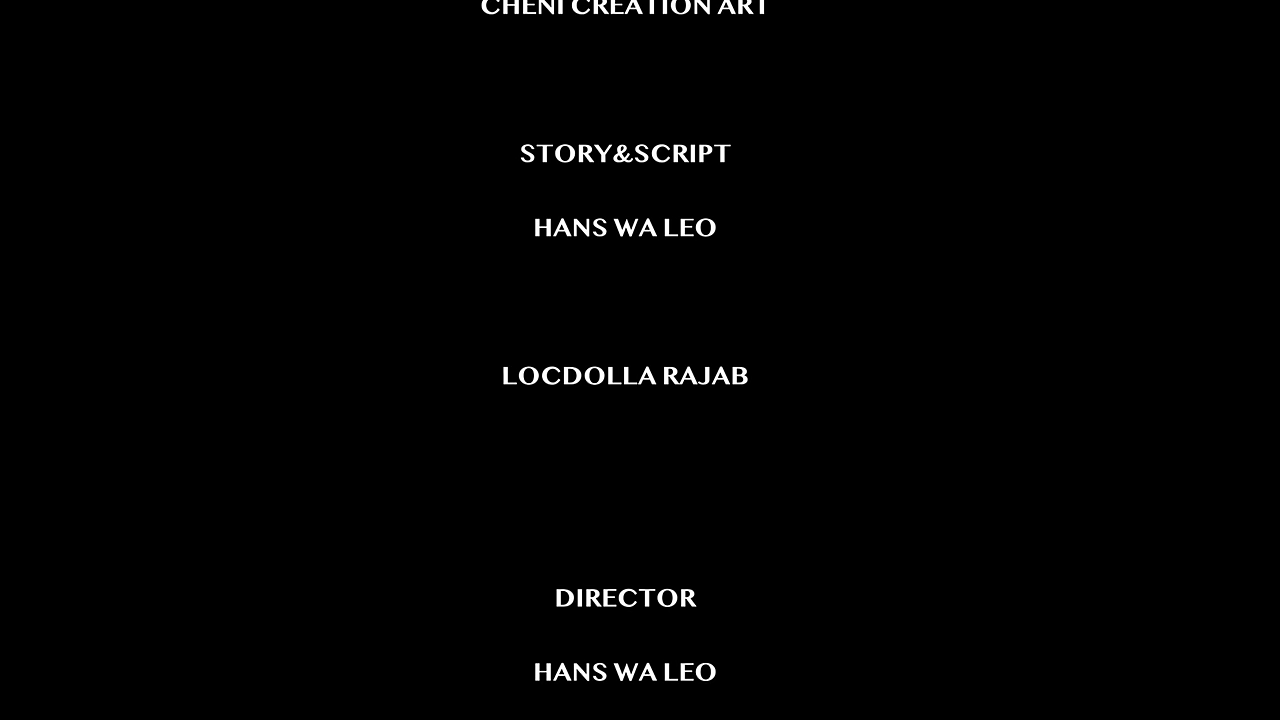 CHENI CREATION ART
STORY&SCRIPT
HANS WA LEO
LOCDOLLA RAJAB
DIRECTOR
HANS WA LEO